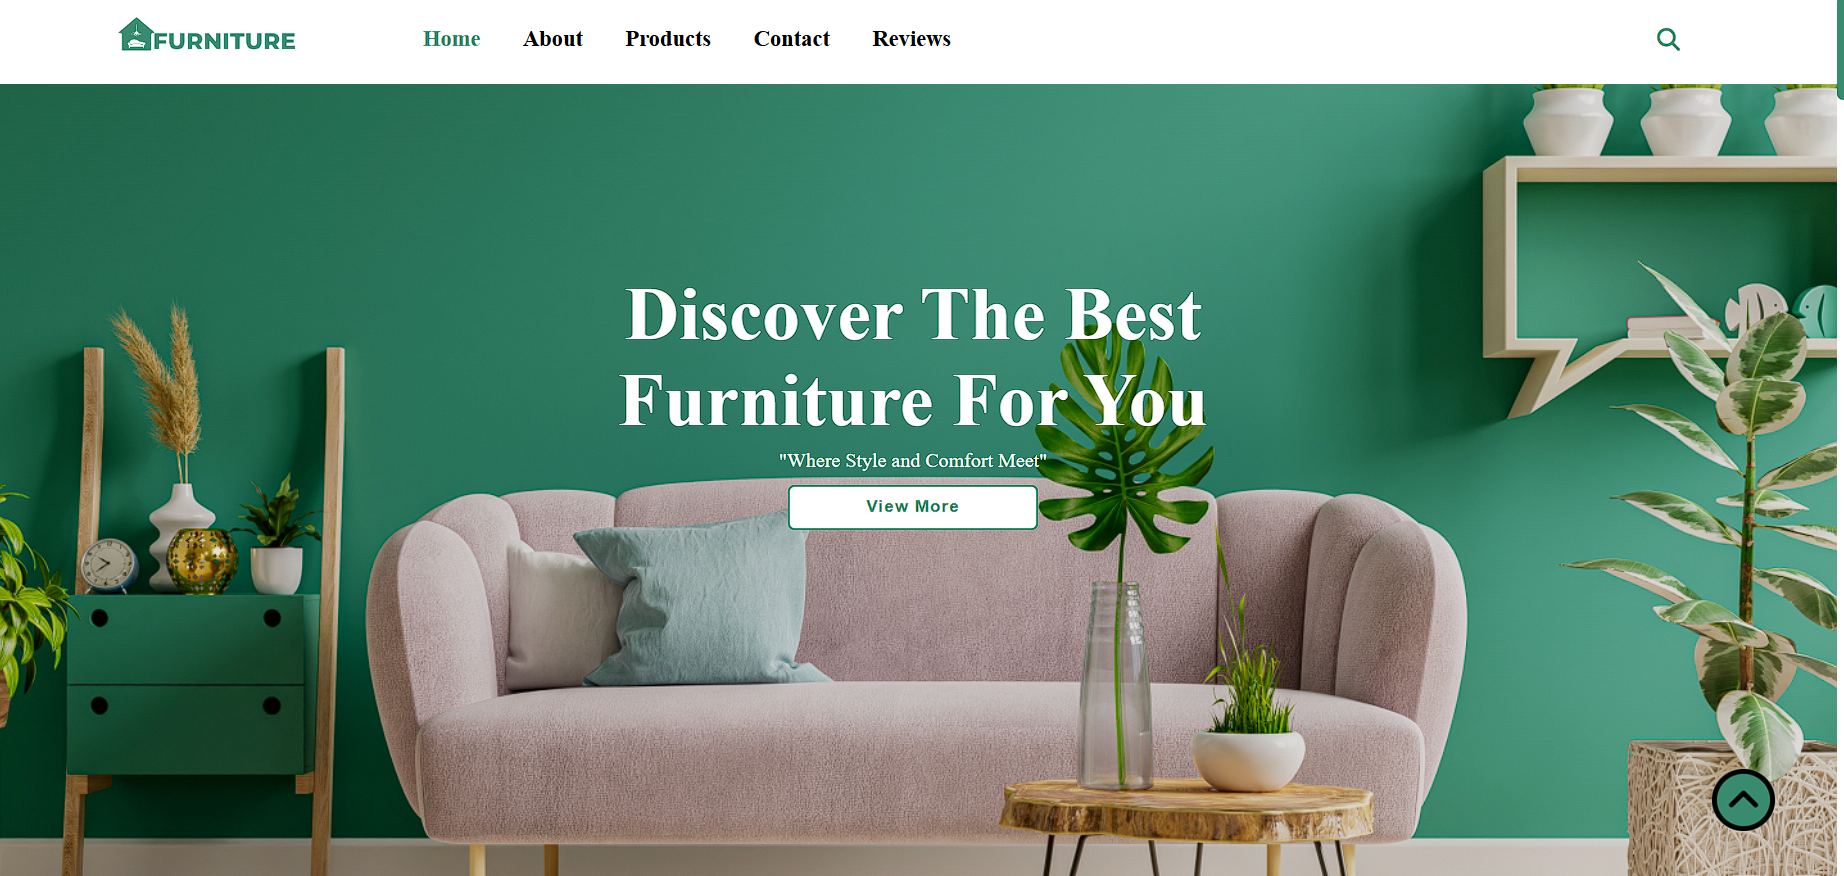 FURNITURE
Home About Products Contact Reviews
Discover The Best
Furniture For You
"Where Style and Comfort Meet"
View More